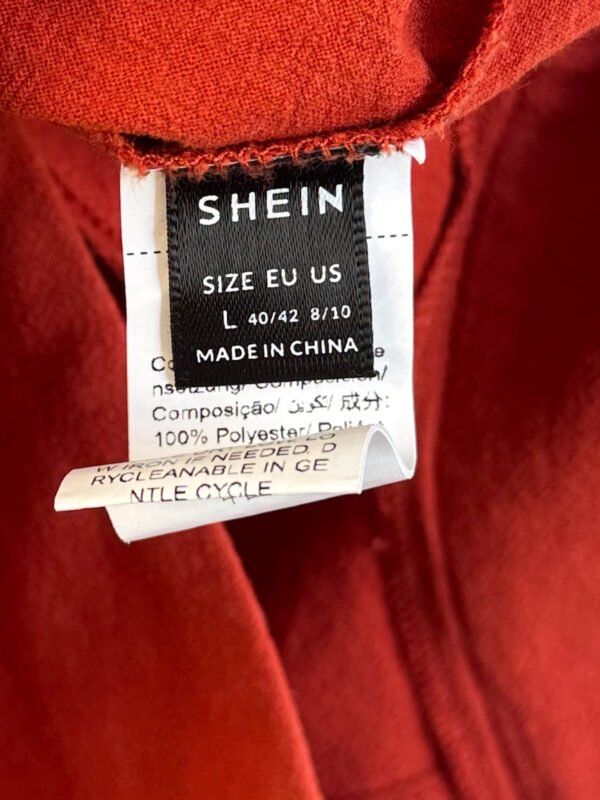 SHEIN
SIZE EU US
L 40/42 8/10
MADE IN CHINA
Composição/ تكوين/ 成分:
100% Polyester/
W IRON IF NEEDED, D
RYCLEANABLE IN GE
NTLE CYCLE